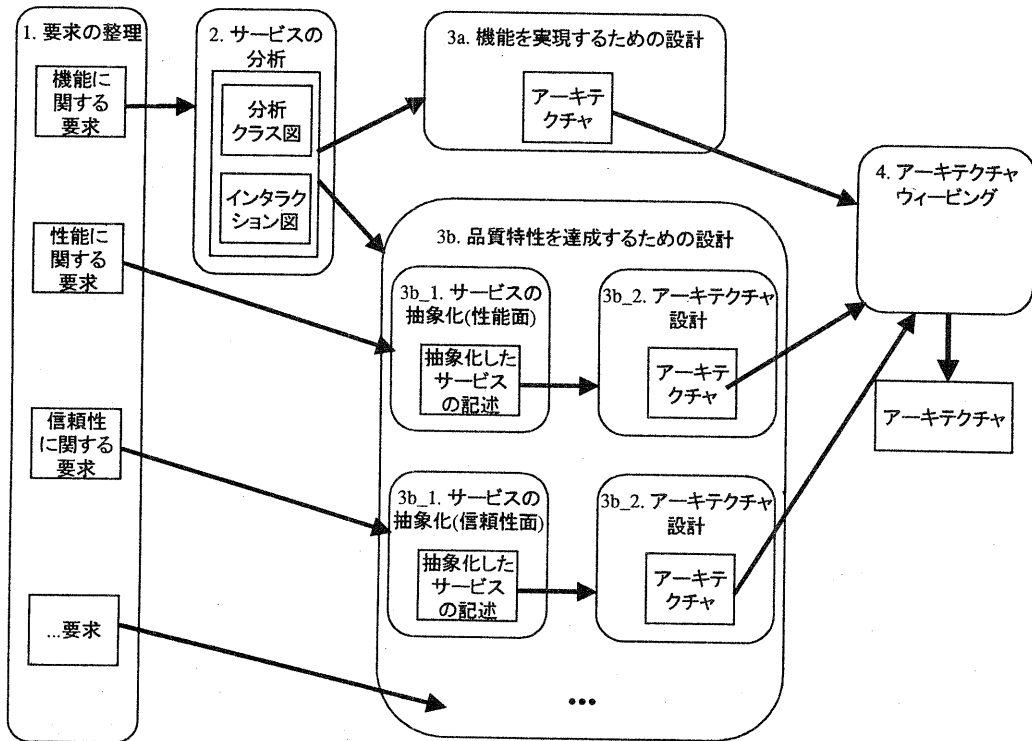 1. 要求の整理
機能に
関する
要求
性能に
関する
要求
信頼性
に関する
要求
...要求
2. サービスの
分析
分析
クラス図
インタラク
ション図
3a. 機能を実現するための設計
アーキテ
クチャ
3b. 品質特性を達成するための設計
3b_1. サービスの
抽象化(性能面)
抽象化した
サービス
の記述
3b_2. アーキテクチャ
設計
アーキテ
クチャ
3b_1. サービスの
抽象化(信頼性面)
抽象化した
サービス
の記述
3b_2. アーキテクチャ
設計
アーキテ
クチャ
...
4. アーキテクチャ
ウィービング
アーキテクチャ